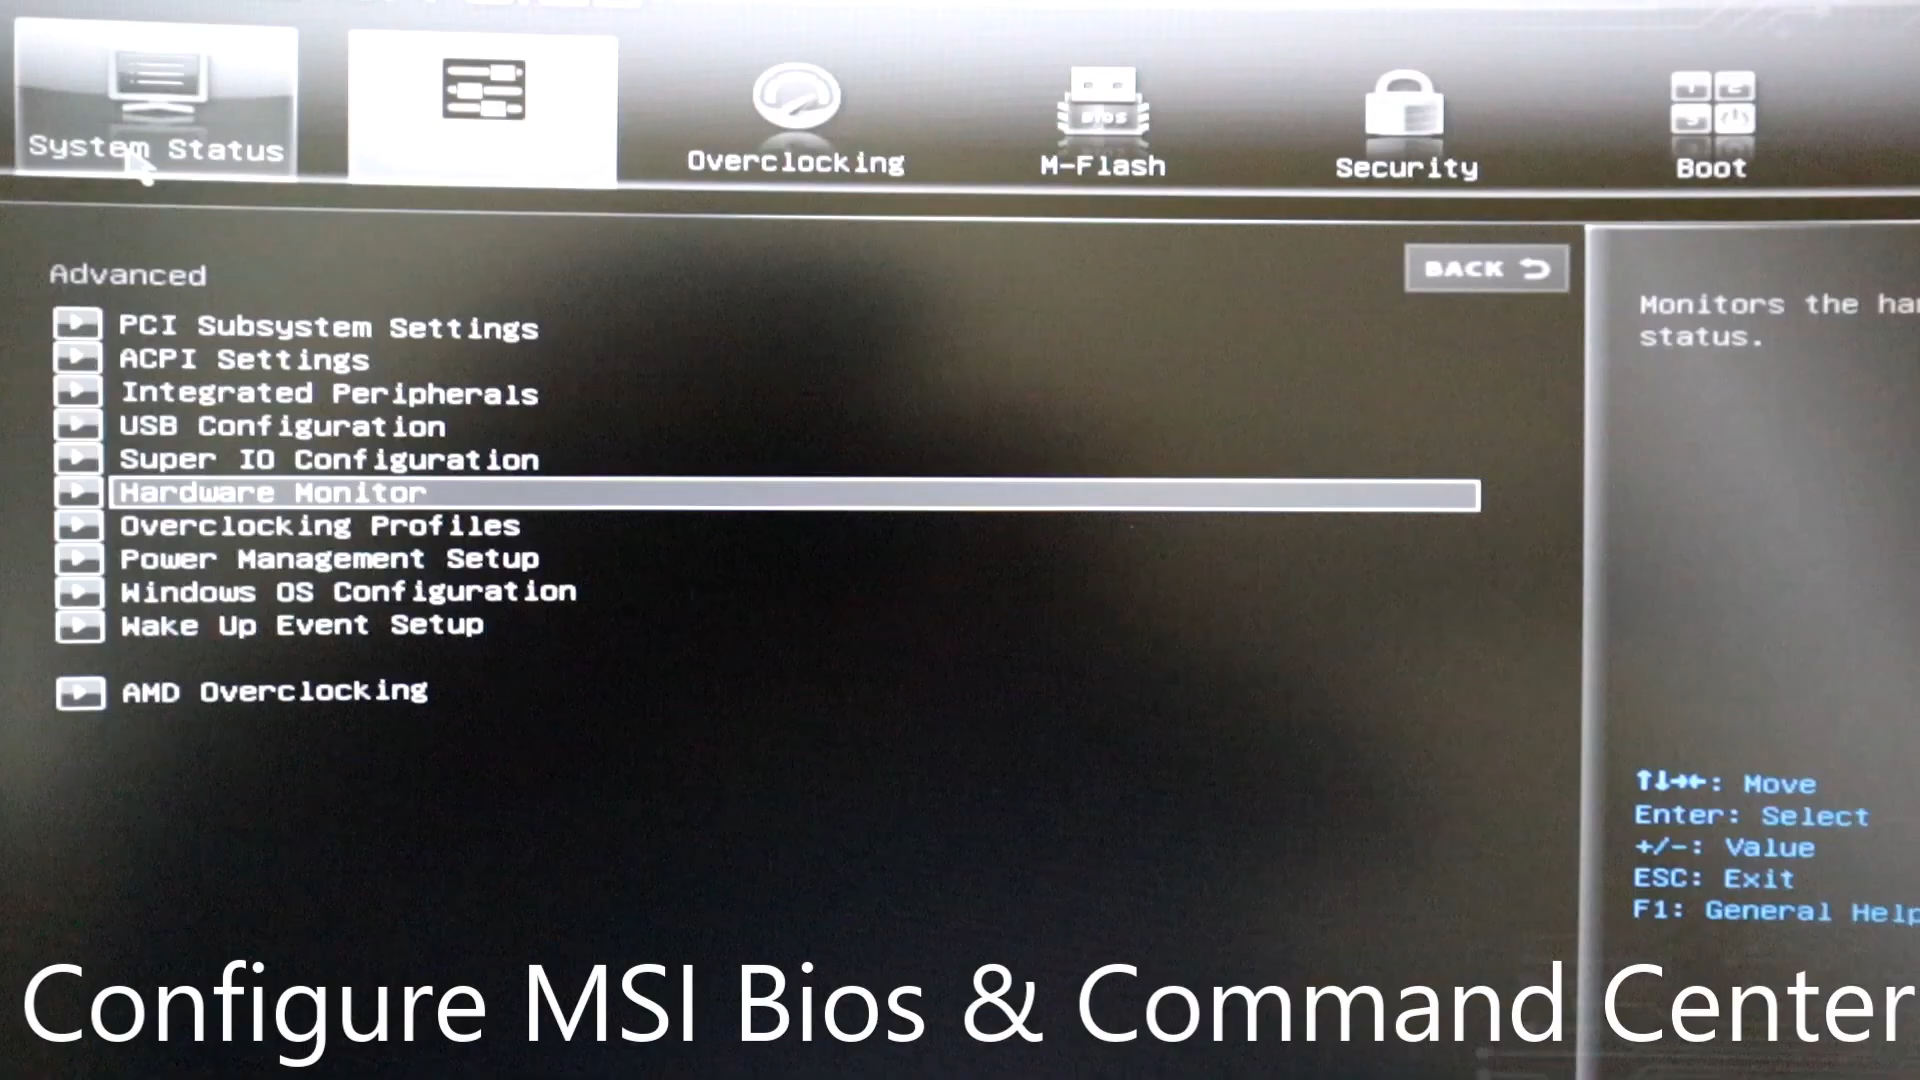 System Status
Overclocking
BIOS
M-Flash
Security
Boot
Advanced
BACK
PCI Subsystem Settings
ACPI Settings
Integrated Peripherals
USB Configuration
Super IO Configuration
Hardware Monitor
Overclocking Profiles
Power Management Setup
Windows OS Configuration
Wake Up Event Setup
AMD Overclocking
Monitors the
status.
↑↓→←: Move
Enter: Select
+/-: Value
ESC: Exit
F1: General Help
Configure MSI Bios & Command Center